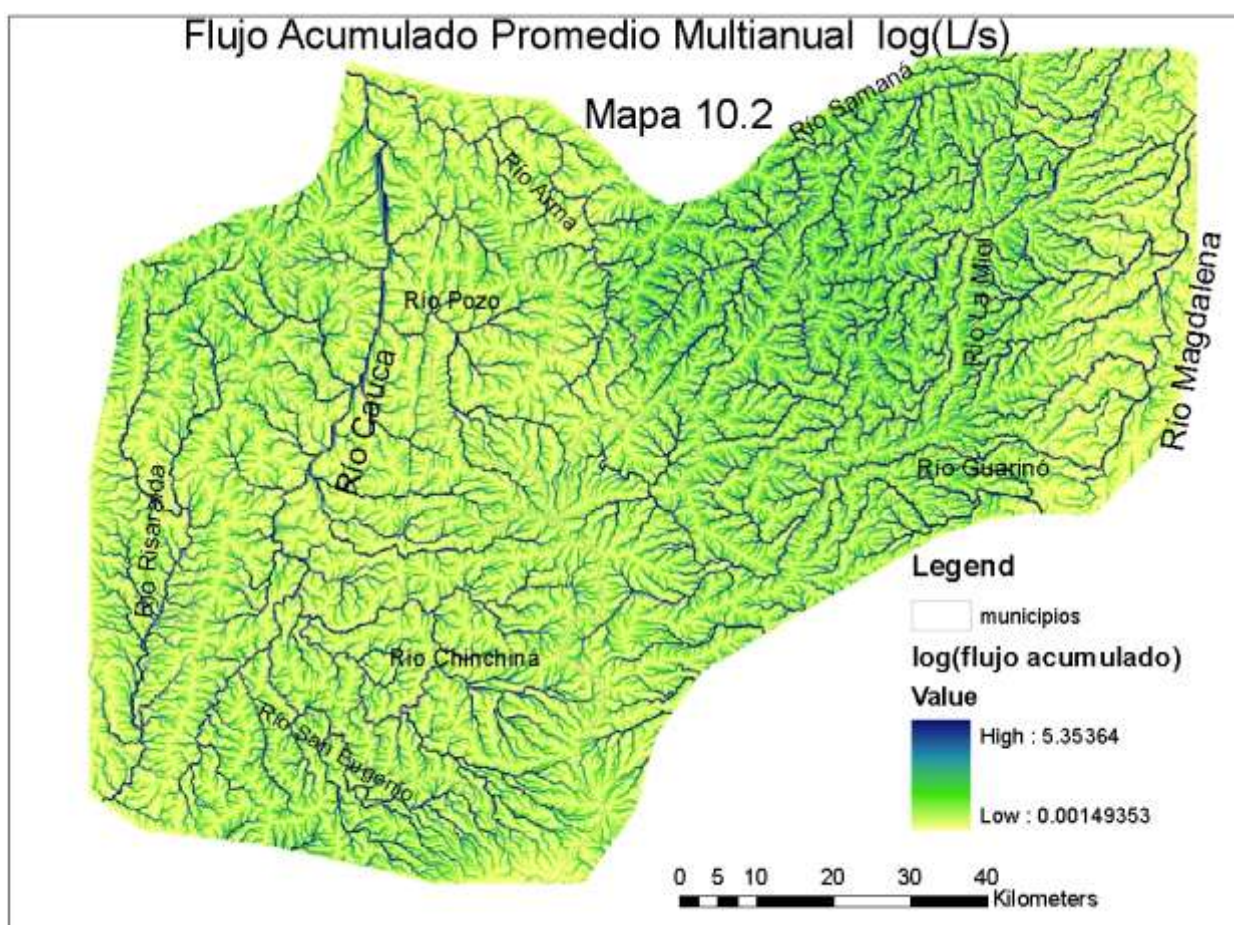 Flujo Acumulado Promedio Multianual log(L/s)
Mapa 10.2
Río Samaná
Río Arma
Río Pozo
Río La Miel
Río Magdalena
Río Cauca
Río Guarinó
Río Risaralda
Río Chinchina
Río San Eugenio
Legend
municipios
log(flujo acumulado)
Value
High : 5.35364
Low : 0.00149353
0 5 10 20 30 40
Kilometers